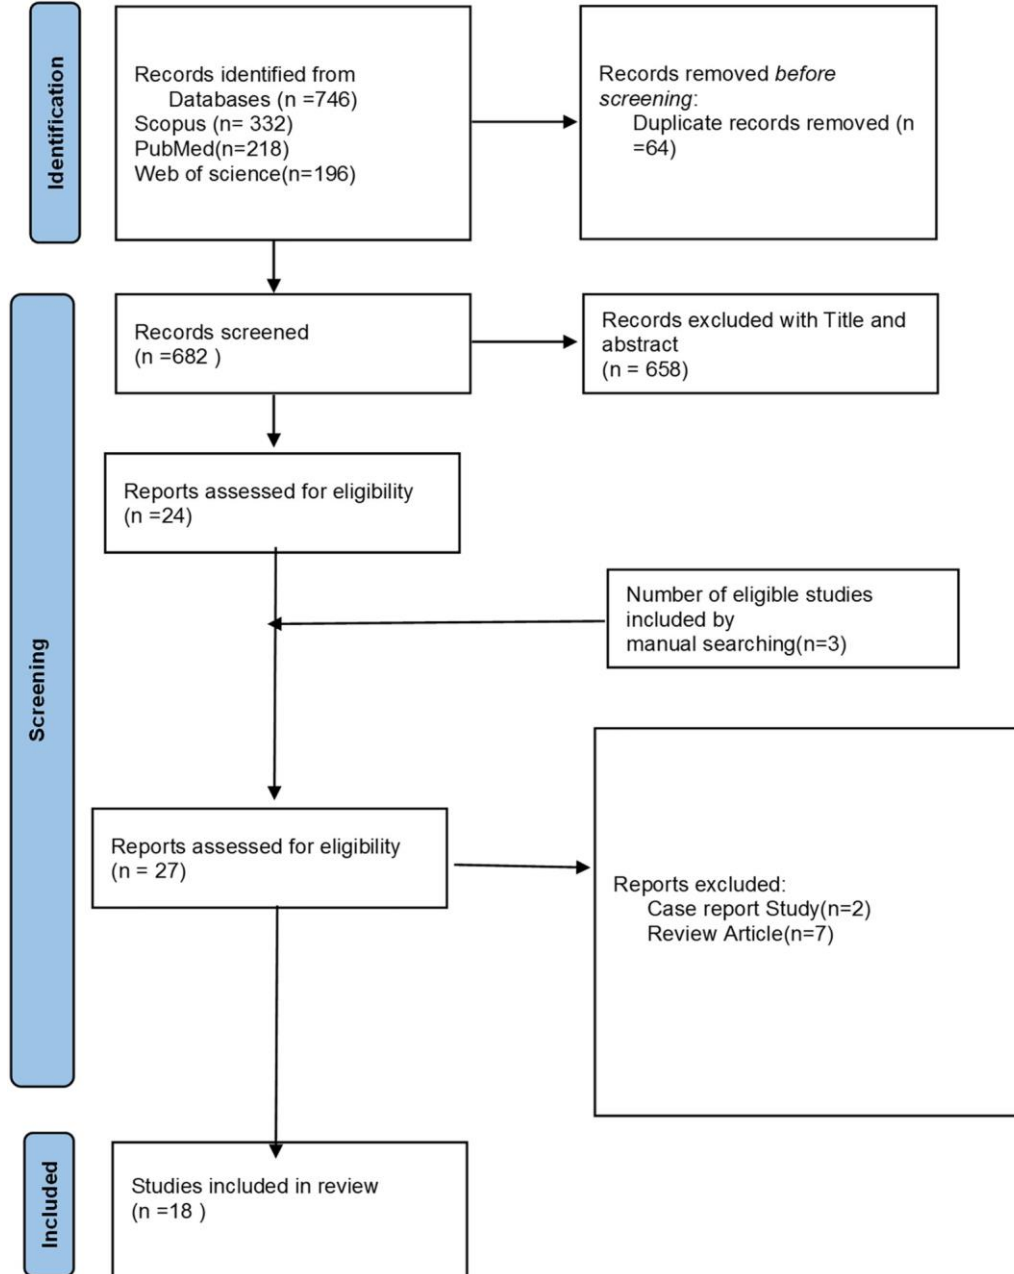 Identification
Records identified from
Databases (n =746)
Scopus (n= 332)
PubMed(n=218)
Web of science(n=196)
Records removed before
screening:
Duplicate records removed (n
=64)
Screening
Records screened
(n =682 )
Records excluded with Title and
abstract
(n = 658)
Reports assessed for eligibility
(n =24)
Number of eligible studies
included by
manual searching(n=3)
Reports assessed for eligibility
(n = 27)
Reports excluded:
Case report Study(n=2)
Review Article(n=7)
Included
Studies included in review
(n =18 )